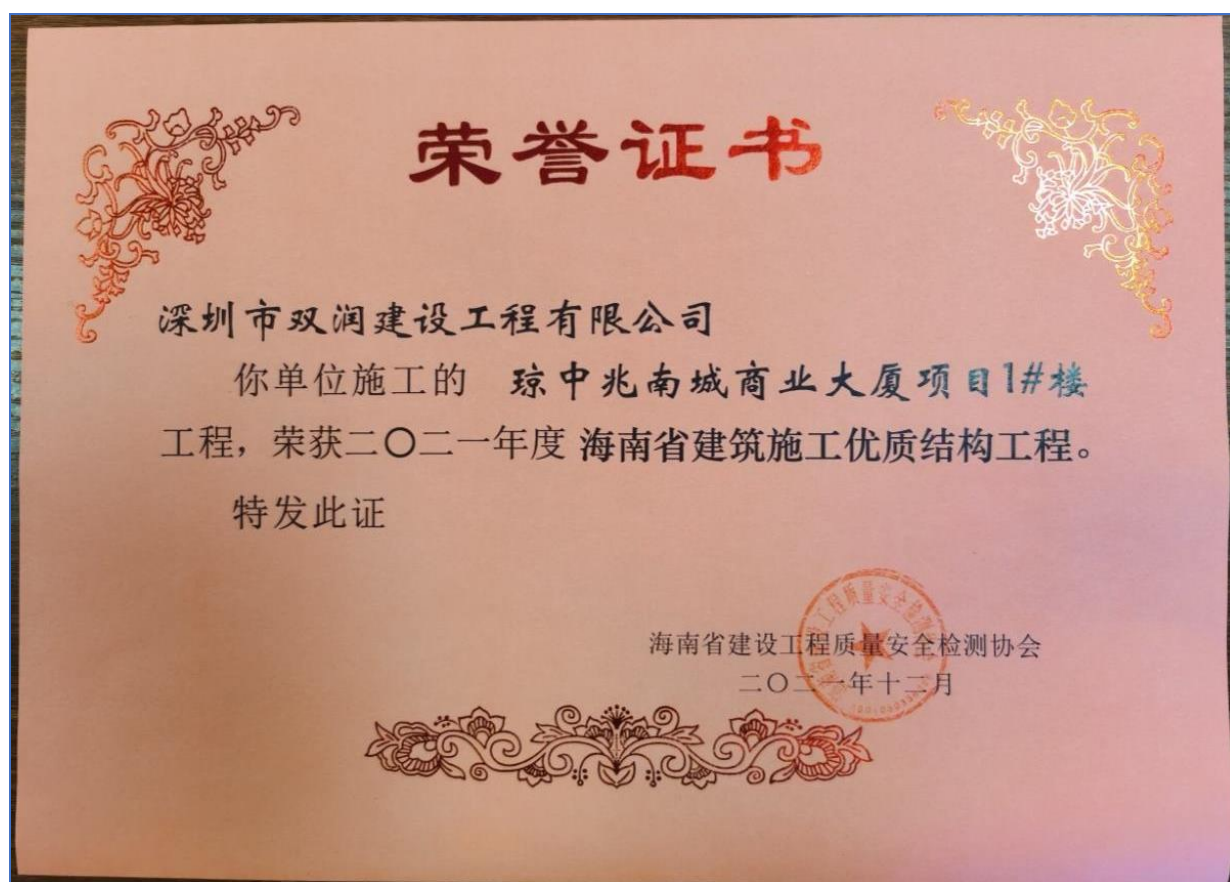 荣誉证书
深圳市双润建设工程有限公司
你单位施工的 琼中兆南城商业大厦项目1#楼
工程，荣获二〇二一年度 海南省建筑施工优质结构工程。
特发此证
海南省建设工程质量安全检测协会
二〇二一年十二月